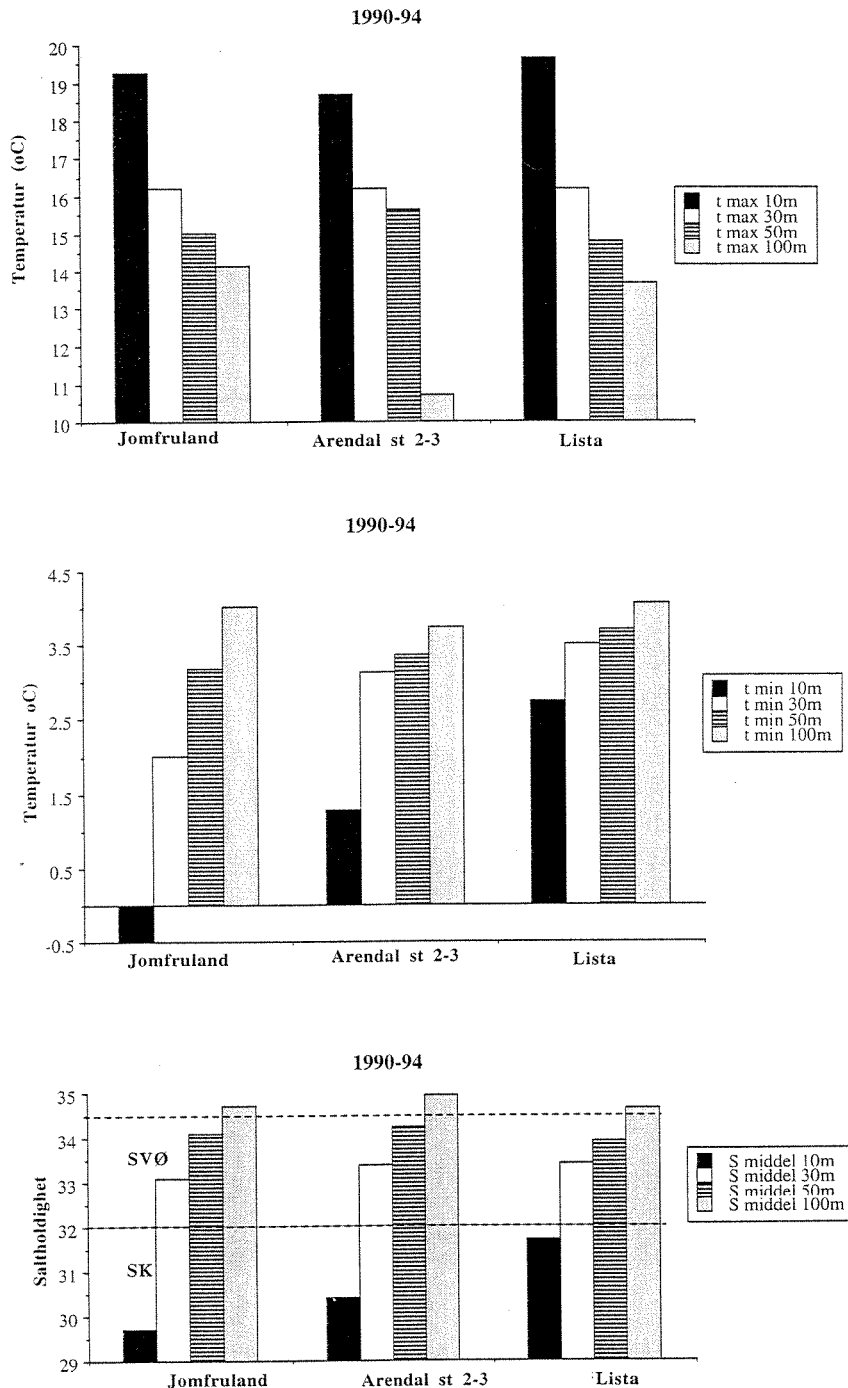 1990-94
Temperatur (oC)
20
19
18
17
16
15
14
13
12
11
10
Jomfruland
Arendal st 2-3
Lista
t max 10m
t max 30m
t max 50m
t max 100m
1990-94
Temperatur oC
4.5
3.5
2.5
1.5
0.5
-0.5
Jomfruland
Arendal st 2-3
Lista
t min 10m
t min 30m
t min 50m
t min 100m
1990-94
Saltholdighet
35
34
33
32
31
30
29
SVØ
SK
Jomfruland
Arendal st 2-3
Lista
S middel 10m
S middel 30m
S middel 50m
S middel 100m